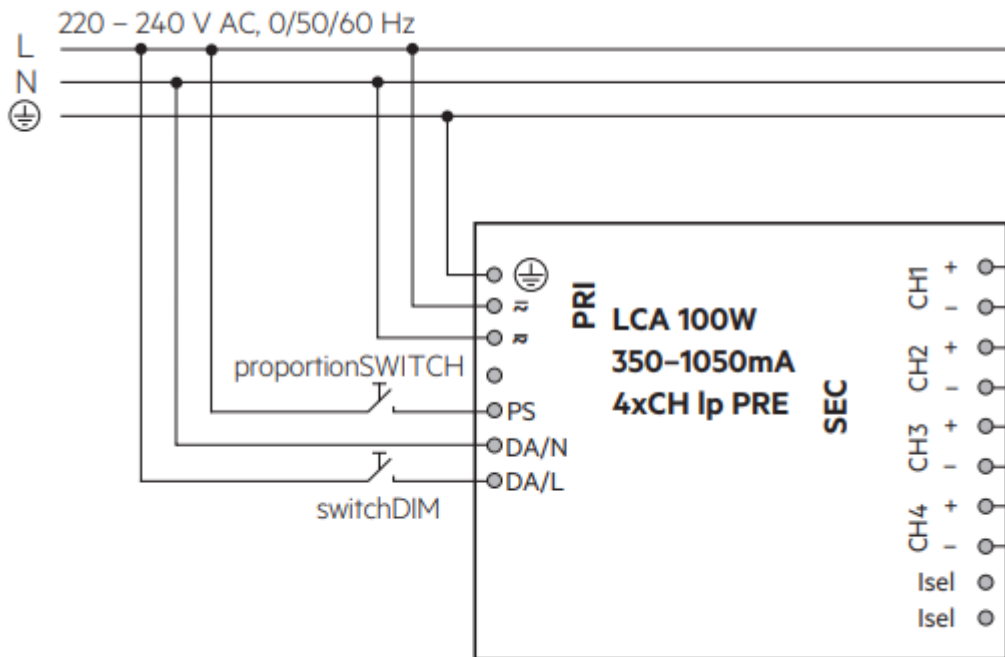 220 – 240 V AC, 0/50/60 Hz
L
N
PRI
LCA 100W
350–1050mA
4xCH lp PRE
SEC
proportionSWITCH
PS
DA/N
DA/L
switchDIM
CH1
+
–
CH2
+
–
CH3
+
–
CH4
+
–
Isel
Isel